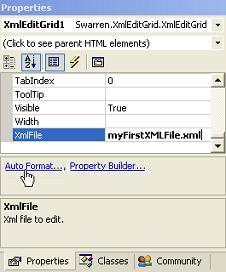 Properties
XmlEditGrid1 Swarren.XmlEditGrid.XmlEditGrid
(Click to see parent HTML elements)
TabIndex 0
ToolTip
Visible True
Width
XmlFile myFirstXMLFile.xml
Auto Format..., Property Builder...
XmlFile
Xml file to edit.
Properties Classes Community